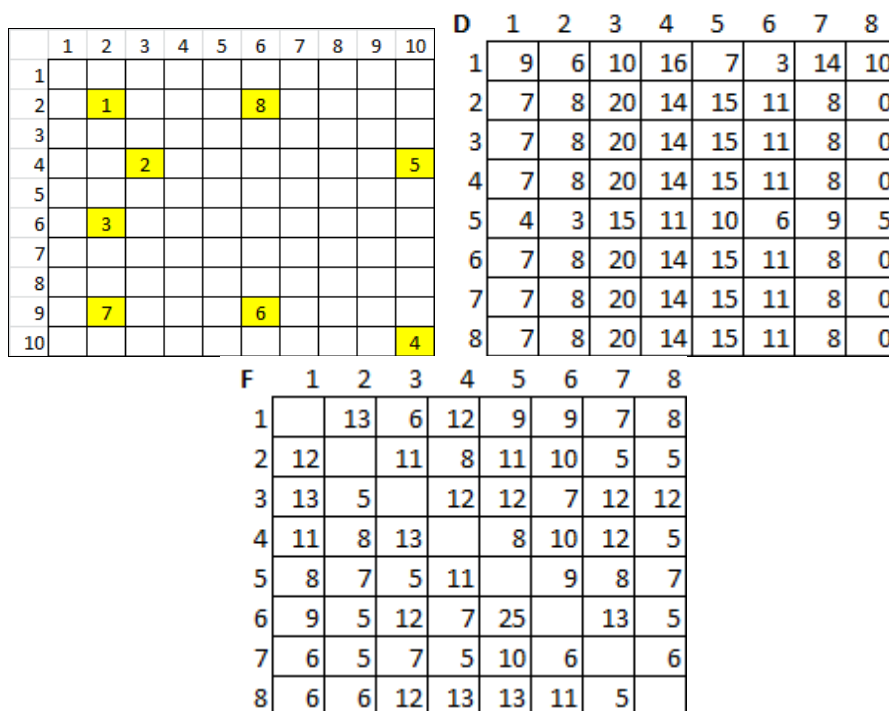 1 2 3 4 5 6 7 8 9 10
1
2 1 8
3
4 2 5
5
6 3
7
8
9 7 6
10 4
D 1 2 3 4 5 6 7 8
1 9 6 10 16 7 3 14 10
2 7 8 20 14 15 11 8 0
3 7 8 20 14 15 11 8 0
4 7 8 20 14 15 11 8 0
5 4 3 15 11 10 6 9 5
6 7 8 20 14 15 11 8 0
7 7 8 20 14 15 11 8 0
8 7 8 20 14 15 11 8 0
F 1 2 3 4 5 6 7 8
1 13 6 12 9 9 7 8
2 12 11 8 11 10 5 5
3 13 5 12 12 7 12 12
4 11 8 13 8 10 12 5
5 8 7 5 11 9 8 7
6 9 5 12 7 25 13 5
7 6 5 7 5 10 6 6
8 6 6 12 13 13 11 5